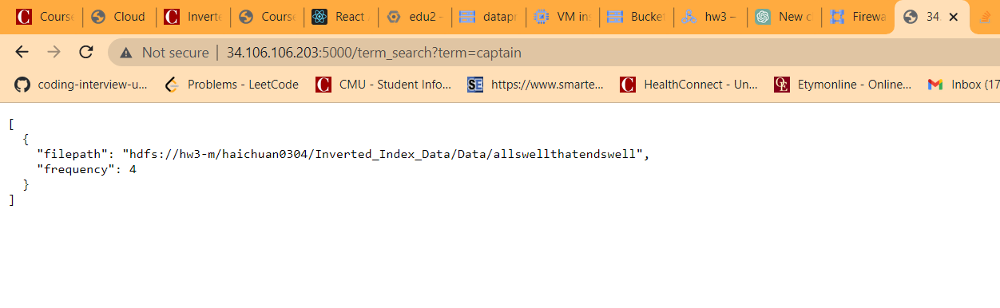 Course Cloud Inverte Course React edu2 - datapr VM ins Bucket hw3 – New c Firewa 34.
Not secure | 34.106.106.203:5000/term_search?term=captain
coding-interview-u... Problems - LeetCode CMU - Student Info... SE https://www.smarte... HealthConnect - Un... OE Etymonline - Online... Inbox (17
[
{
"filepath": "hdfs://hw3-m/haichuan0304/Inverted_Index_Data/Data/allswellthatendswell",
"frequency": 4
}
]